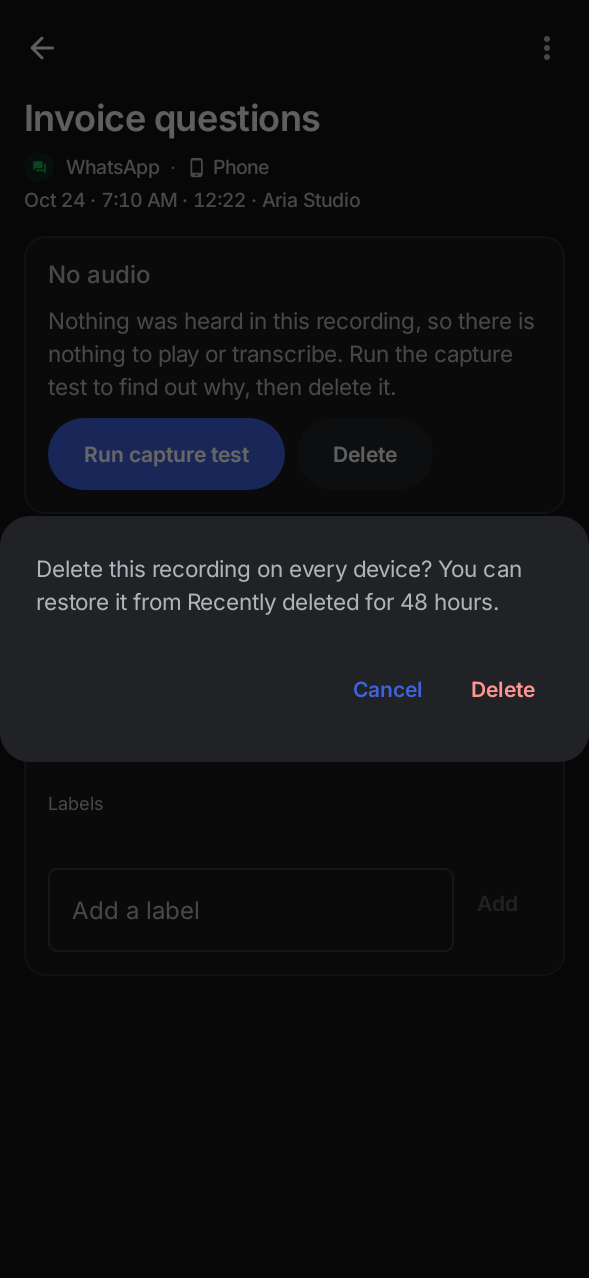 Invoice questions
WhatsApp · Phone
Oct 24 · 7:10 AM · 12:22 · Aria Studio
No audio
Nothing was heard in this recording, so there is
nothing to play or transcribe. Run the capture
test to find out why, then delete it.
Run capture test
Delete
Delete this recording on every device? You can
restore it from Recently deleted for 48 hours.
Cancel
Delete
Labels
Add a label
Add